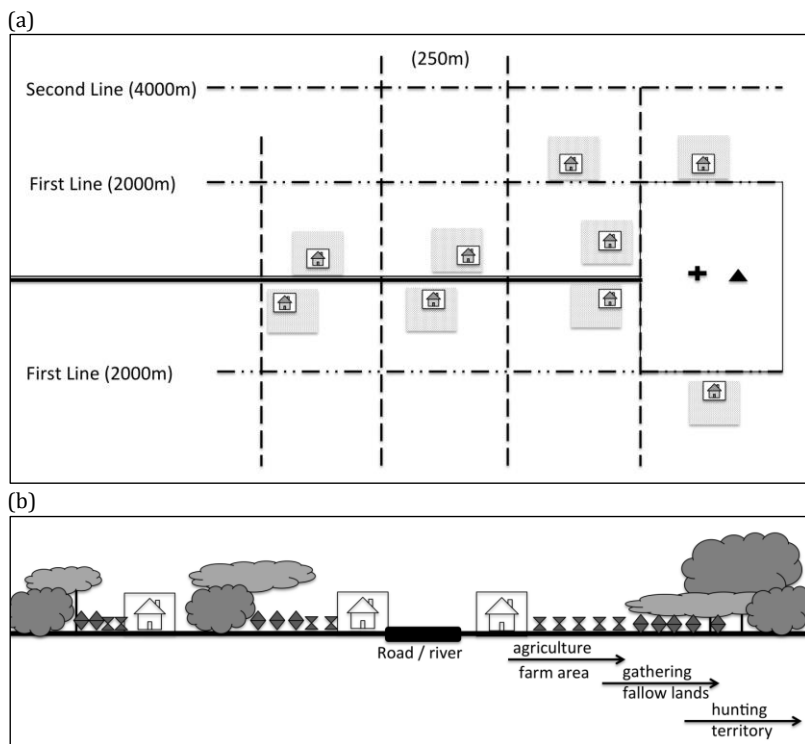 (a)
(250m)
Second Line (4000m)
First Line (2000m)
First Line (2000m)
(b)
Road / river
agriculture
farm area
gathering
fallow lands
hunting
territory